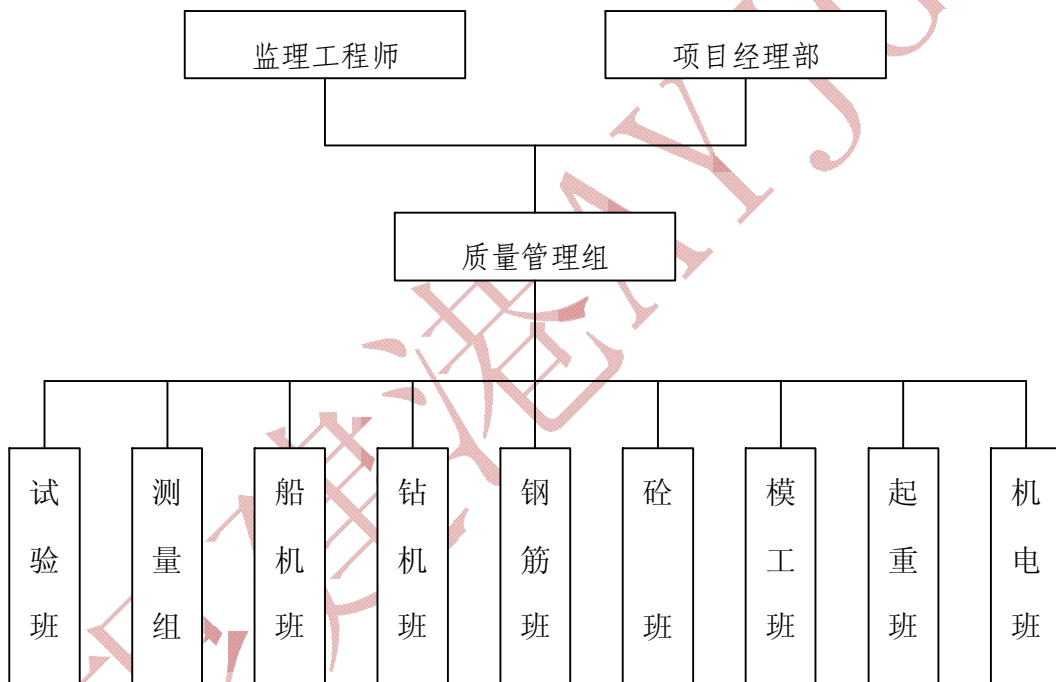 监理工程师
项目经理部
质量管理组
试验班
测量组
船机班
钻机班
钢筋班
砼班
模工班
起重班
机电班